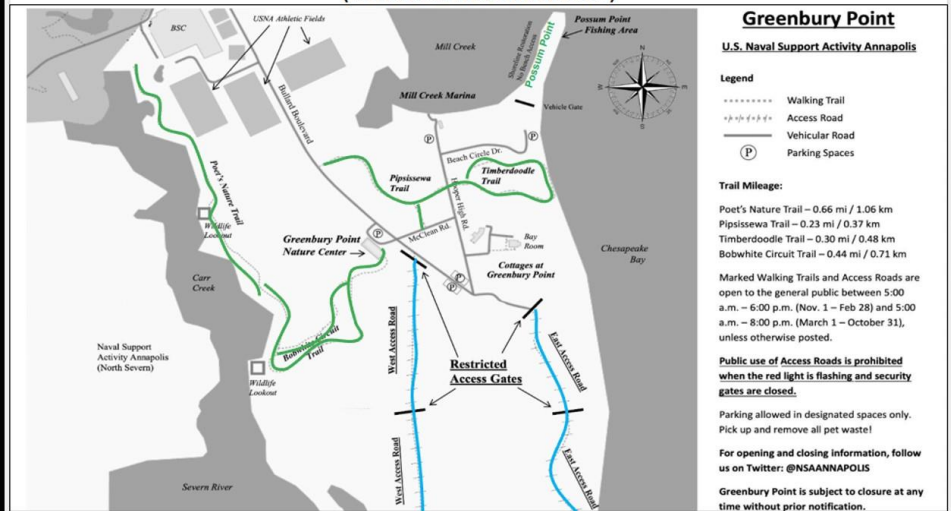 Greenbury Point
U.S. Naval Support Activity Annapolis
Legend
Walking Trail
Access Road
Vehicular Road
P Parking Spaces
Trail Mileage:
Poet's Nature Trail – 0.66 mi / 1.06 km
Pipsissewa Trail – 0.23 mi / 0.37 km
Timberdoodle Trail – 0.30 mi / 0.48 km
Bobwhite Circuit Trail – 0.44 mi / 0.71 km
Marked Walking Trails and Access Roads are
open to the general public between 5:00
a.m. – 6:00 p.m. (Nov. 1 – Feb 28) and 5:00
a.m. – 8:00 p.m. (March 1 – October 31),
unless otherwise posted.
Public use of Access Roads is prohibited
when the red light is flashing and security
gates are closed.
Parking allowed in designated spaces only.
Pick up and remove all pet waste!
For opening and closing information, follow
us on Twitter: @NSAANNAPOLIS
Greenbury Point is subject to closure at any
time without prior notification.
BSC
USNA Athletic Fields
Possum Point
Fishing Area
Mill Creek
Shoreline Restoration
No Beach Access
Possum Point
N
E
S
W
Mill Creek Marina
Vehicle Gate
Bullard Boulevard
P
P
Beach Circle Dr.
Pipsissewa
Trail
Timberdoodle
Trail
Poet's Nature Trail
Hooper High Rd.
Wildlife
Lookout
Greenbury Point
Nature Center
P
McClean Rd.
Bay
Room
Cottages at
Greenbury Point
Chesapeake
Bay
Carr
Creek
P
P
Bobwhite Circuit
Trail
Naval Support
Activity Annapolis
(North Severn)
Wildlife
Lookout
West Access Road
Restricted
Access Gates
East Access Road
West Access Road
East Access Road
Severn River